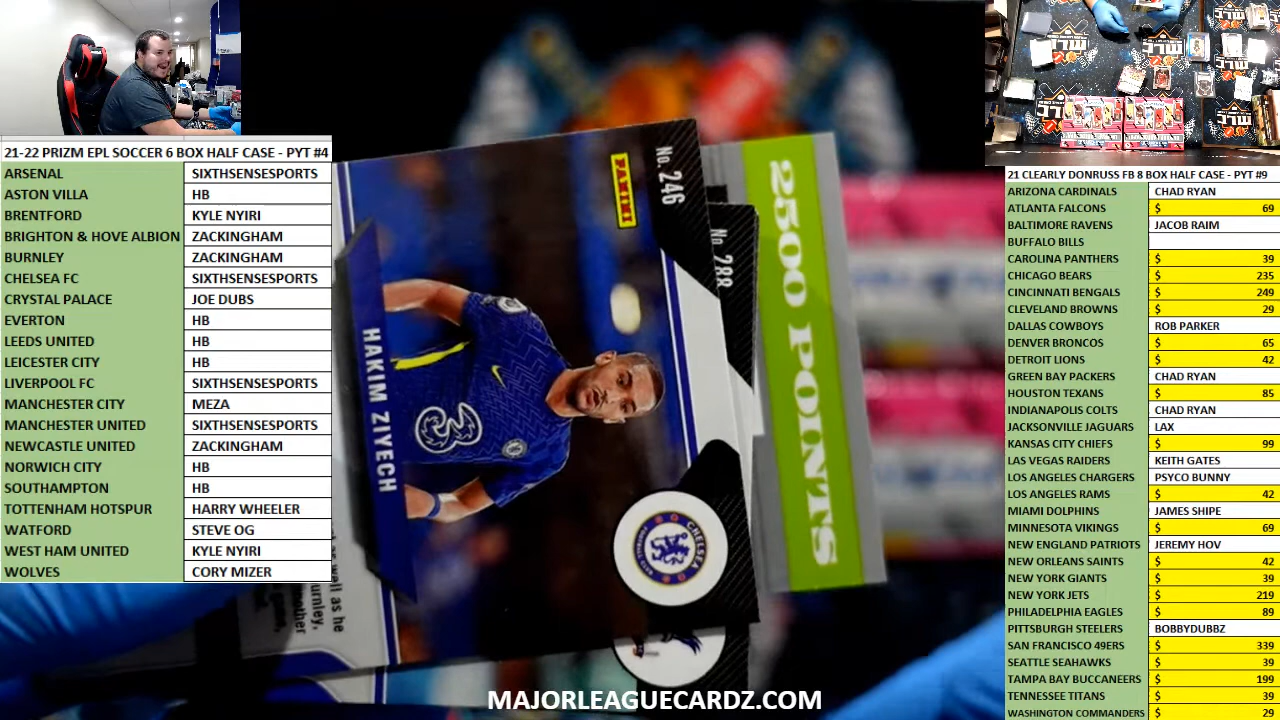 21-22 PRIZM EPL SOCCER 6 BOX HALF CASE - PYT #4
ARSENAL SIXTHSENSESPORTS
ASTON VILLA HB
BRENTFORD KYLE NYIRI
BRIGHTON & HOVE ALBION ZACKINGHAM
BURNLEY ZACKINGHAM
CHELSEA FC SIXTHSENSESPORTS
CRYSTAL PALACE JOE DUBS
EVERTON HB
LEEDS UNITED HB
LEICESTER CITY HB
LIVERPOOL FC SIXTHSENSESPORTS
MANCHESTER CITY MEZA
MANCHESTER UNITED SIXTHSENSESPORTS
NEWCASTLE UNITED ZACKINGHAM
NORWICH CITY HB
SOUTHAMPTON HB
TOTTENHAM HOTSPUR HARRY WHEELER
WATFORD STEVE OG
WEST HAM UNITED KYLE NYIRI
WOLVES CORY MIZER
No. 246
PANINI
HAKIM ZIYECH
CHELSEA
FOOTBALL CLUB
No. 288
2500 POINTS
as well as he
urnley,
nother
MAJORLEAGUECARDZ.COM
21 CLEARLY DONRUSS FB 8 BOX HALF CASE - PYT #9
ARIZONA CARDINALS CHAD RYAN
ATLANTA FALCONS $ 69
BALTIMORE RAVENS JACOB RAIM
BUFFALO BILLS
CAROLINA PANTHERS $ 39
CHICAGO BEARS $ 235
CINCINNATI BENGALS $ 249
CLEVELAND BROWNS $ 29
DALLAS COWBOYS ROB PARKER
DENVER BRONCOS $ 65
DETROIT LIONS $ 42
GREEN BAY PACKERS CHAD RYAN
HOUSTON TEXANS $ 85
INDIANAPOLIS COLTS CHAD RYAN
JACKSONVILLE JAGUARS LAX
KANSAS CITY CHIEFS $ 99
LAS VEGAS RAIDERS KEITH GATES
LOS ANGELES CHARGERS PSYCO BUNNY
LOS ANGELES RAMS $ 42
MIAMI DOLPHINS JAMES SHIPE
MINNESOTA VIKINGS $ 69
NEW ENGLAND PATRIOTS JEREMY HOV
NEW ORLEANS SAINTS $ 42
NEW YORK GIANTS $ 39
NEW YORK JETS $ 219
PHILADELPHIA EAGLES $ 89
PITTSBURGH STEELERS BOBBYDUBBZ
SAN FRANCISCO 49ERS $ 339
SEATTLE SEAHAWKS $ 39
TAMPA BAY BUCCANEERS $ 199
TENNESSEE TITANS $ 39
WASHINGTON COMMANDERS $ 29